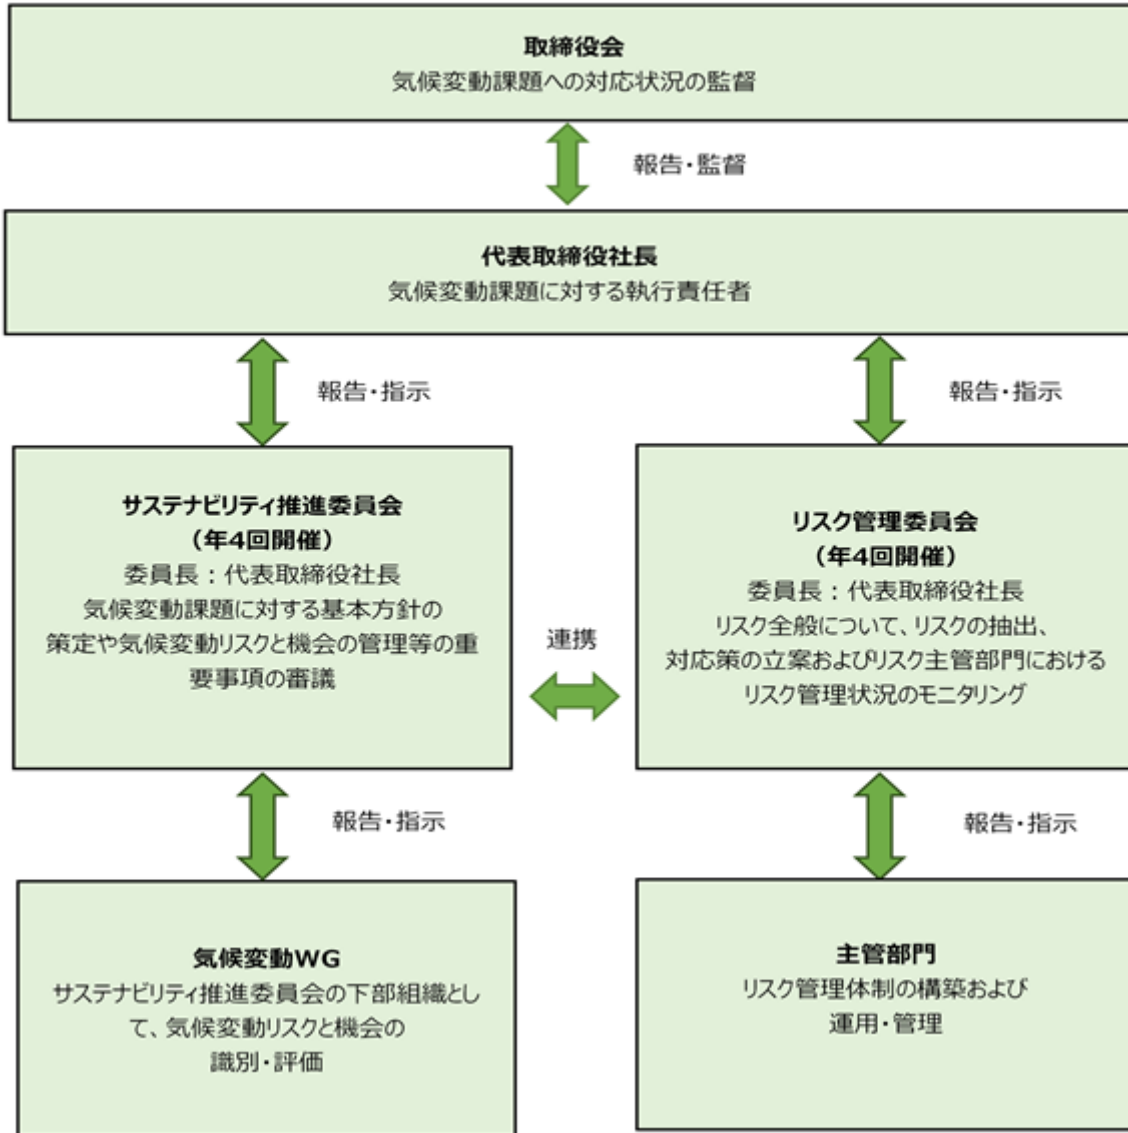 取締役会
気候変動課題への対応状況の監督
報告・監督
代表取締役社長
気候変動課題に対する執行責任者
報告・指示
報告・指示
サステナビリティ推進委員会
（年4回開催）
委員長：代表取締役社長
気候変動課題に対する基本方針の
策定や気候変動リスクと機会の管理等の重
要事項の審議
連携
リスク管理委員会
（年4回開催）
委員長：代表取締役社長
リスク全般について、リスクの抽出、
対応策の立案およびリスク主管部門における
リスク管理状況のモニタリング
報告・指示
報告・指示
気候変動WG
サステナビリティ推進委員会の下部組織とし
て、気候変動リスクと機会の
識別・評価
主管部門
リスク管理体制の構築および
運用・管理